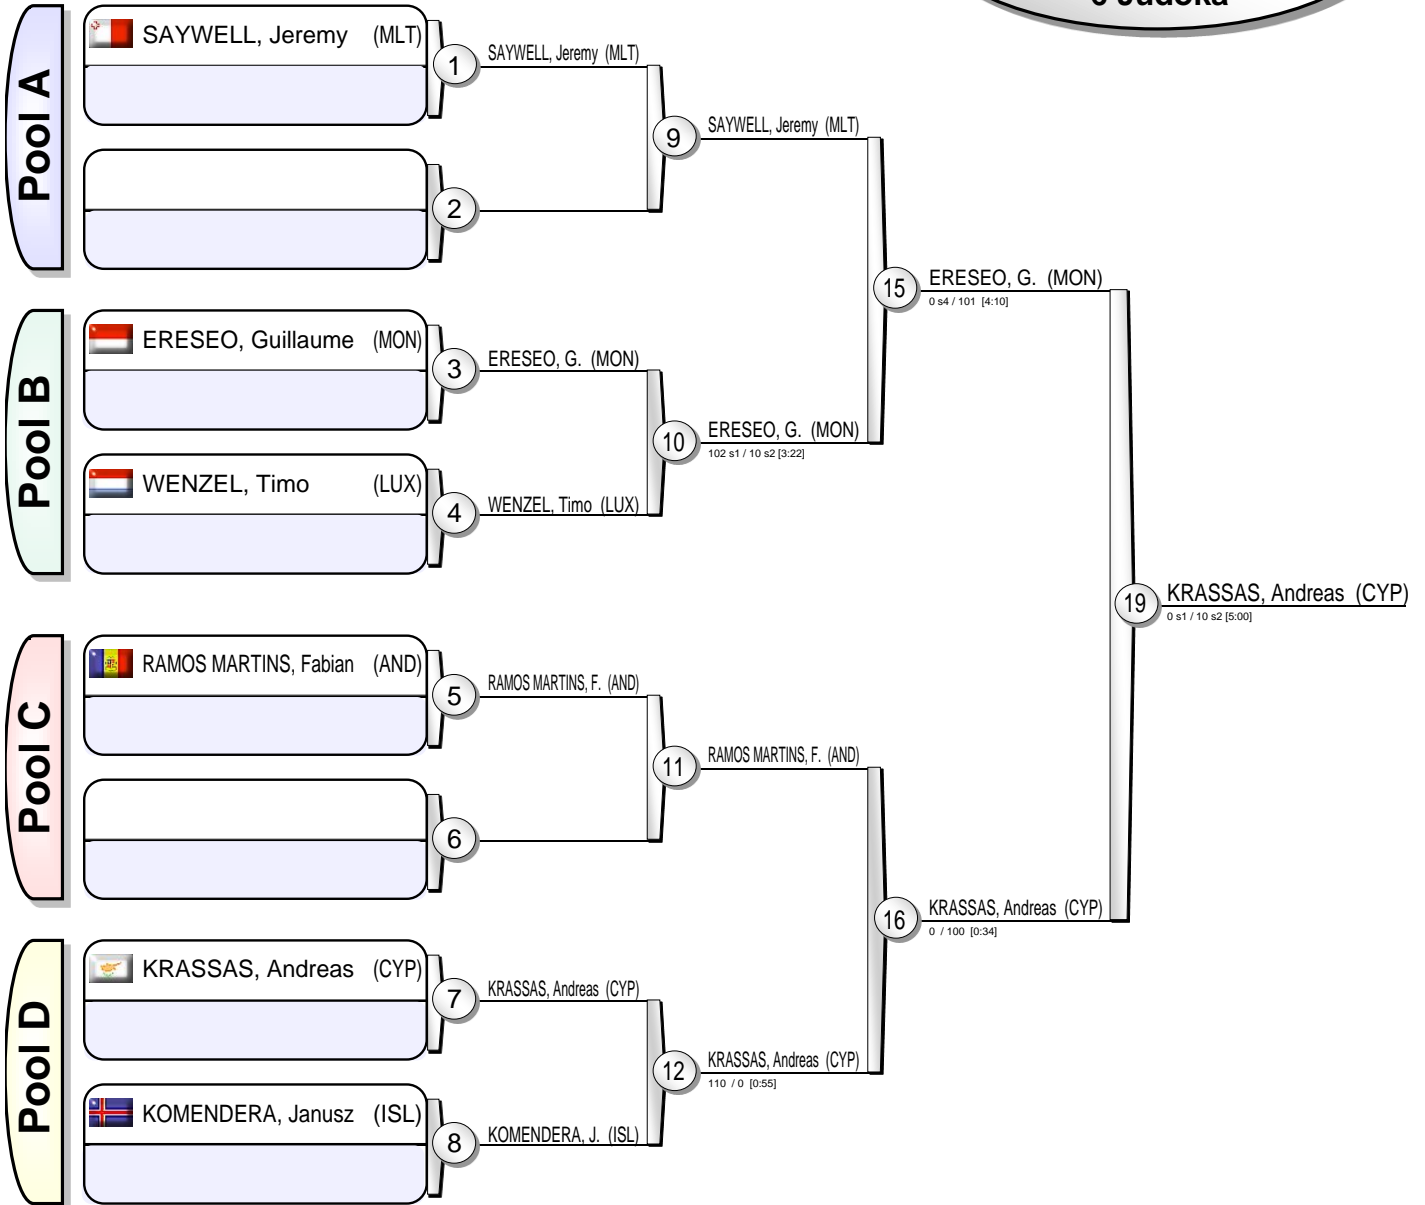 Judoka
Pool A
SAYWELL, Jeremy (MLT)
1
SAYWELL, Jeremy (MLT)
2
9
SAYWELL, Jeremy (MLT)
Pool B
ERESEO, Guillaume (MON)
3
ERESEO, G. (MON)
WENZEL, Timo (LUX)
4
WENZEL, Timo (LUX)
10
ERESEO, G. (MON)
102 s1 / 10 s2 [3:22]
15
ERESEO, G. (MON)
0 s4 / 101 [4:10]
Pool C
RAMOS MARTINS, Fabian (AND)
5
RAMOS MARTINS, F. (AND)
6
11
RAMOS MARTINS, F. (AND)
Pool D
KRASSAS, Andreas (CYP)
7
KRASSAS, Andreas (CYP)
KOMENDERA, Janusz (ISL)
8
KOMENDERA, J. (ISL)
12
KRASSAS, Andreas (CYP)
110 / 0 [0:55]
16
KRASSAS, Andreas (CYP)
0 / 100 [0:34]
19
KRASSAS, Andreas (CYP)
0 s1 / 10 s2 [5:00]